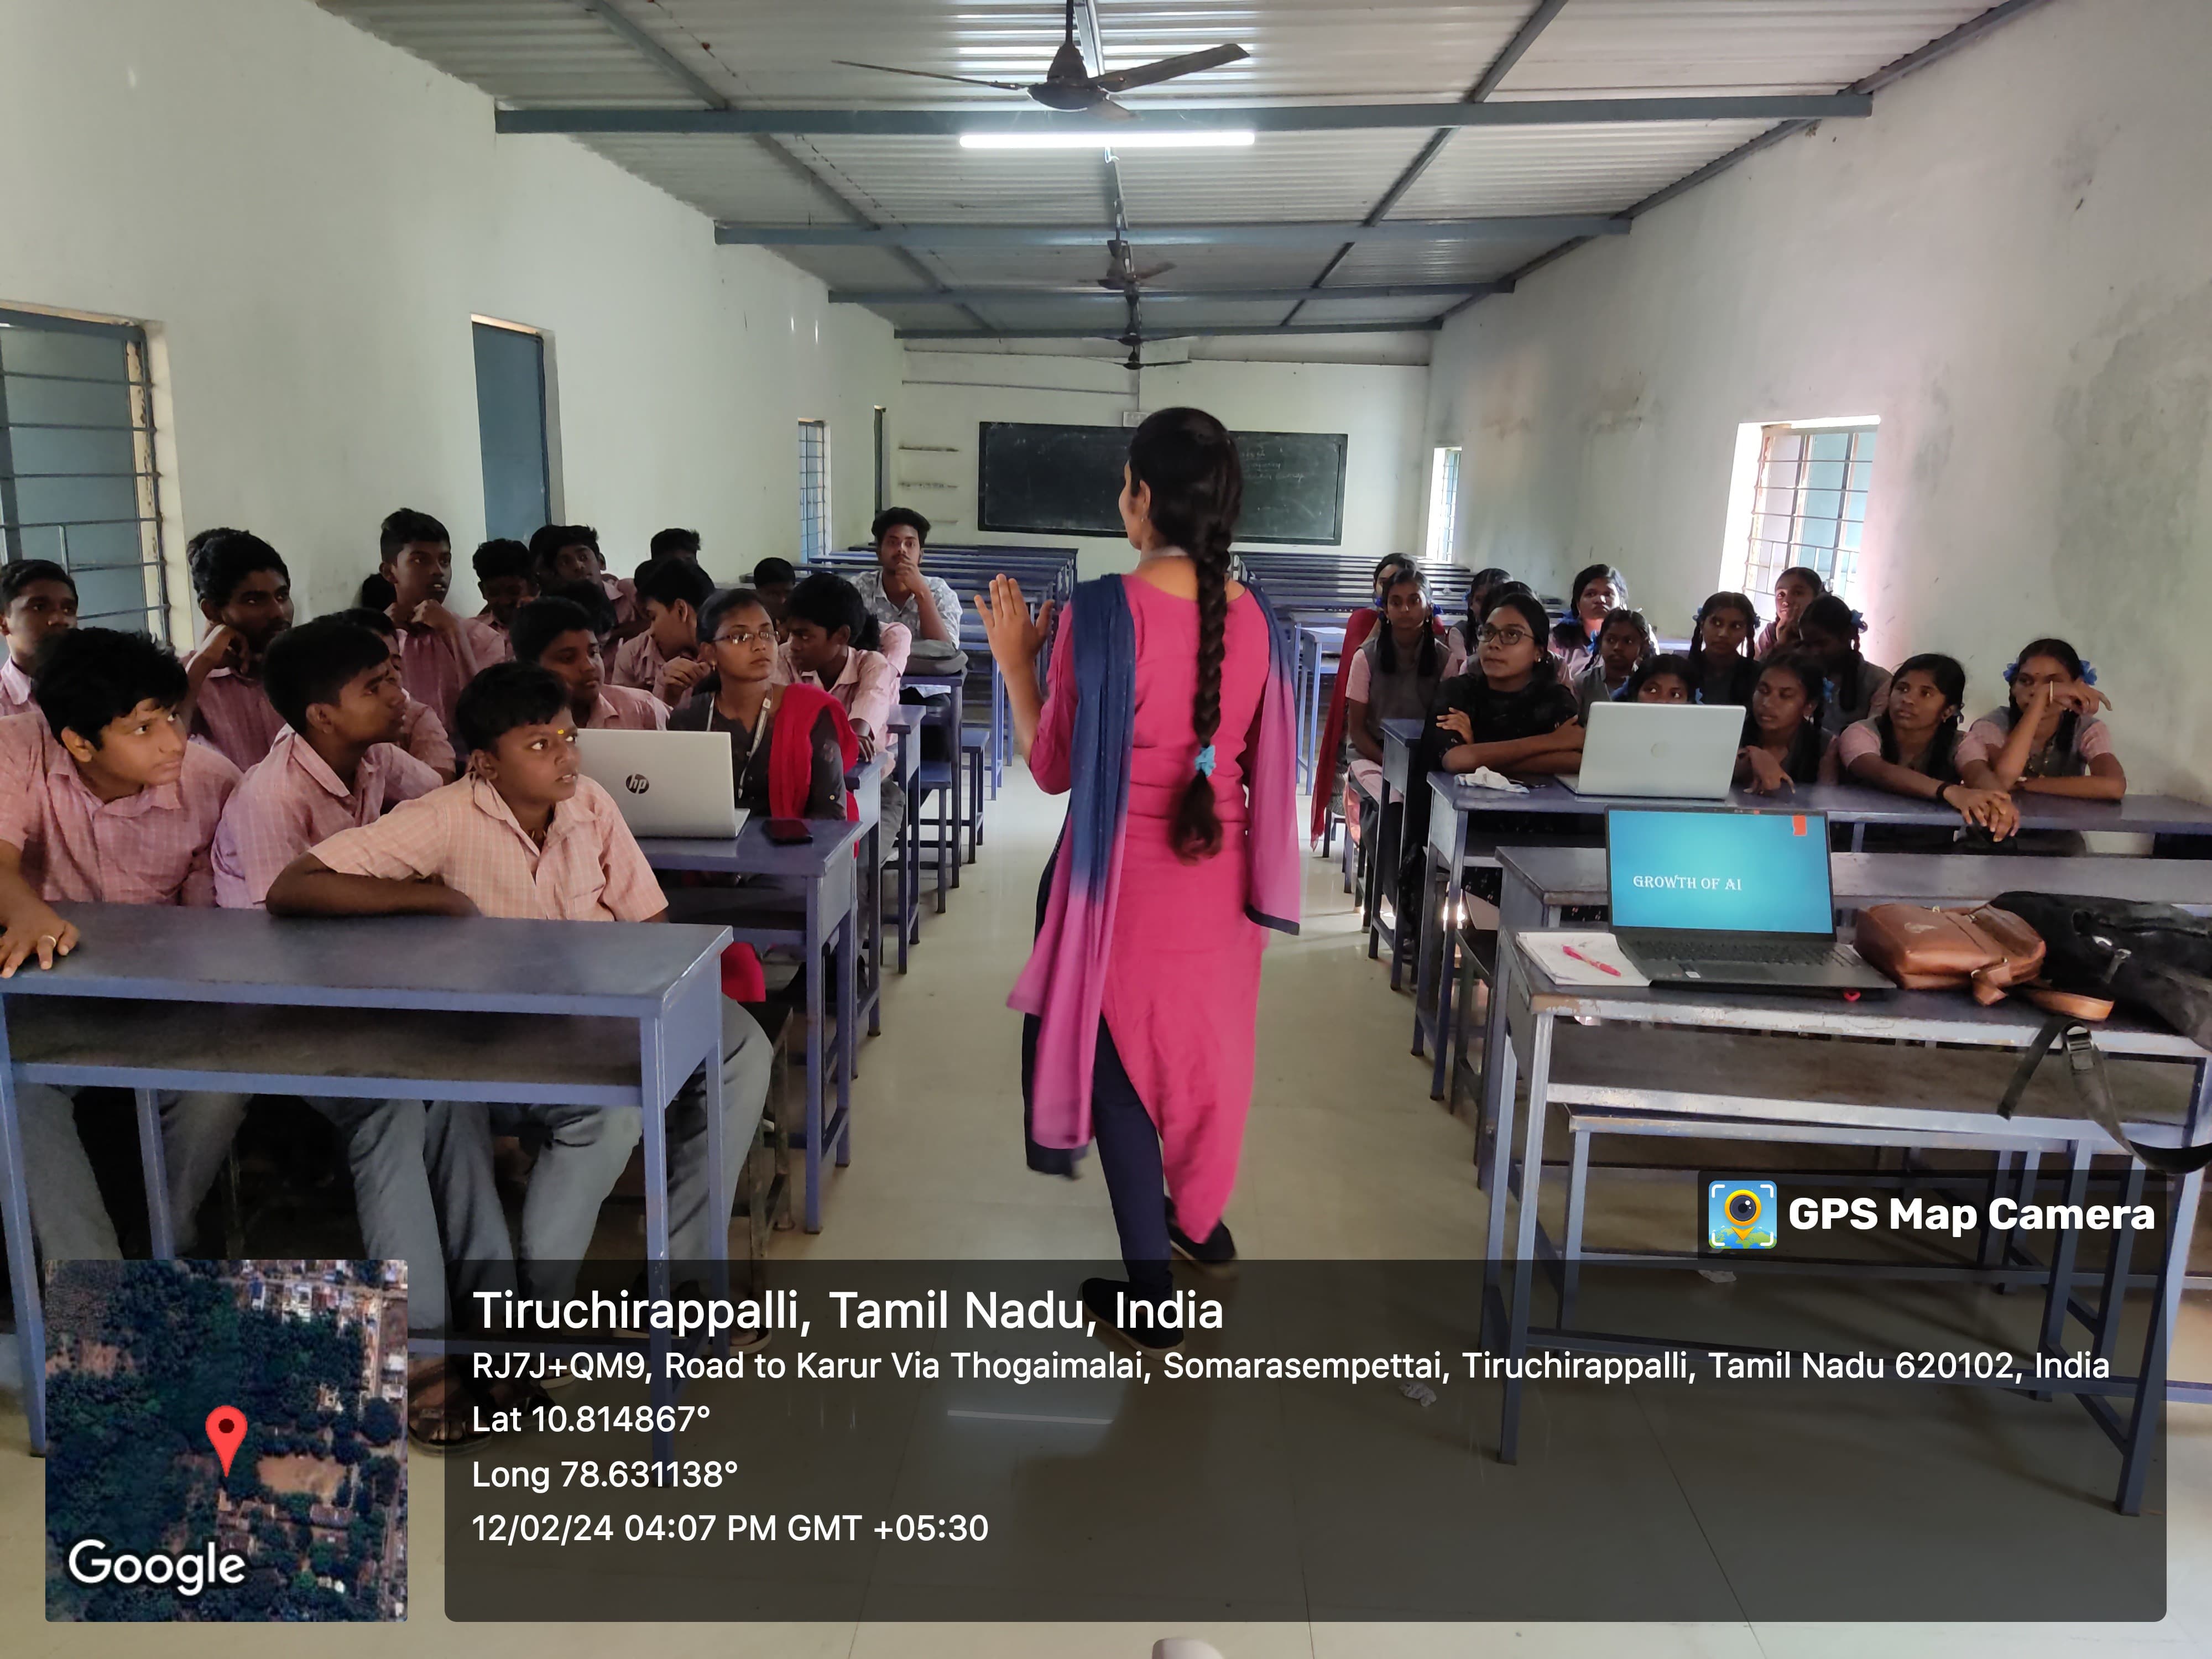 hp
GROWTH OF AI
GPS Map Camera
Tiruchirappalli, Tamil Nadu, India
RJ7J+QM9, Road to Karur Via Thogaimalai, Somarasempettai, Tiruchirappalli, Tamil Nadu 620102, India
Lat 10.814867°
Long 78.631138°
12/02/24 04:07 PM GMT +05:30
Google